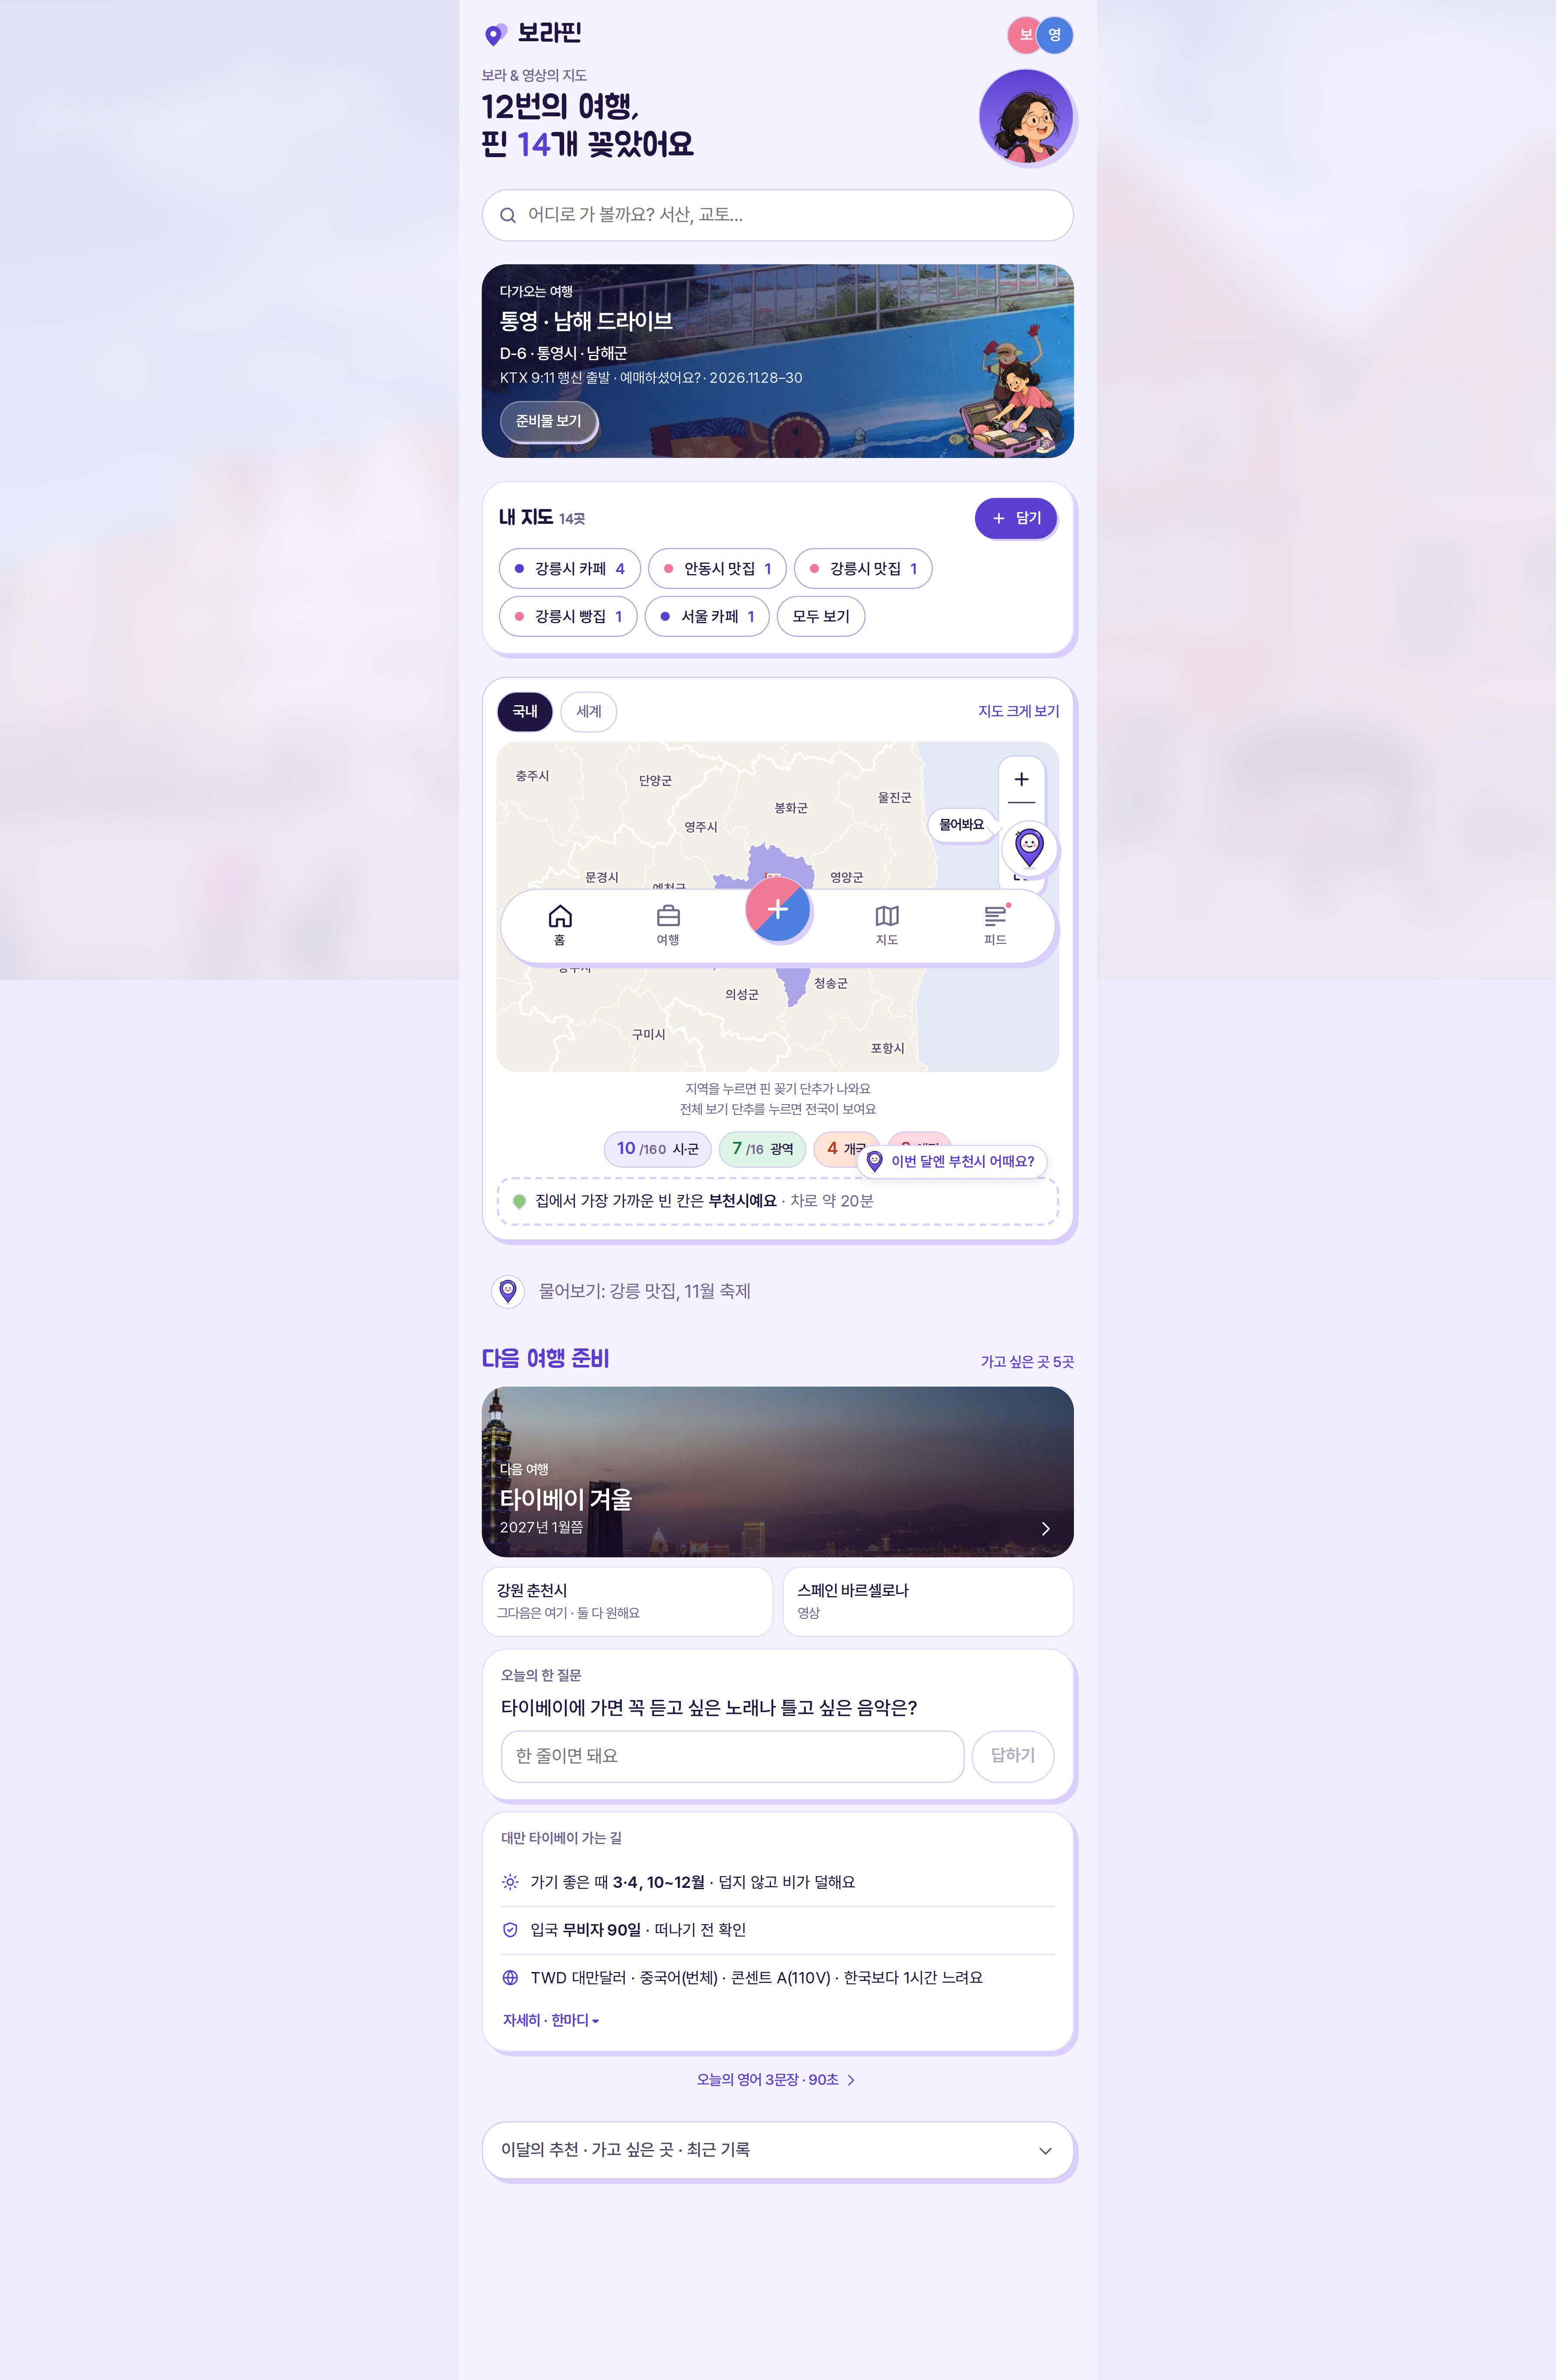 보라핀
보 영
보라 & 영상의 지도
12번의 여행,
핀 14개 꽂았어요
어디로 가 볼까요? 서산, 교토...
다가오는 여행
통영 · 남해 드라이브
D-6 · 통영시 · 남해군
KTX 9:11 행신 출발 · 예매하셨어요? · 2026.11.28–30
준비물 보기
내 지도 14곳
+ 담기
강릉시 카페 4
안동시 맛집 1
강릉시 맛집 1
강릉시 빵집 1
서울 카페 1
모두 보기
국내
세계
지도 크게 보기
충주시
단양군
울진군
봉화군
영주시
물어봐요
문경시
영양군
홈
여행
지도
피드
청송군
의성군
구미시
포항시
지역을 누르면 핀 꽂기 단추가 나와요
전체 보기 단추를 누르면 전국이 보여요
10 /160 시·군
7 /16 광역
4 개국
이번 달엔 부천시 어때요?
집에서 가장 가까운 빈 칸은 부천시예요 · 차로 약 20분
물어보기: 강릉 맛집, 11월 축제
다음 여행 준비
가고 싶은 곳 5곳
다음 여행
타이베이 겨울
2027년 1월쯤
강원 춘천시
그다음은 여기 · 둘 다 원해요
스페인 바르셀로나
영상
오늘의 한 질문
타이베이에 가면 꼭 듣고 싶은 노래나 틀고 싶은 음악은?
한 줄이면 돼요
답하기
대만 타이베이 가는 길
가기 좋은 때 3·4, 10~12월 · 덥지 않고 비가 덜해요
입국 무비자 90일 · 떠나기 전 확인
TWD 대만달러 · 중국어(번체) · 콘센트 A(110V) · 한국보다 1시간 느려요
자세히 · 한마디
오늘의 영어 3문장 · 90초
이달의 추천 · 가고 싶은 곳 · 최근 기록